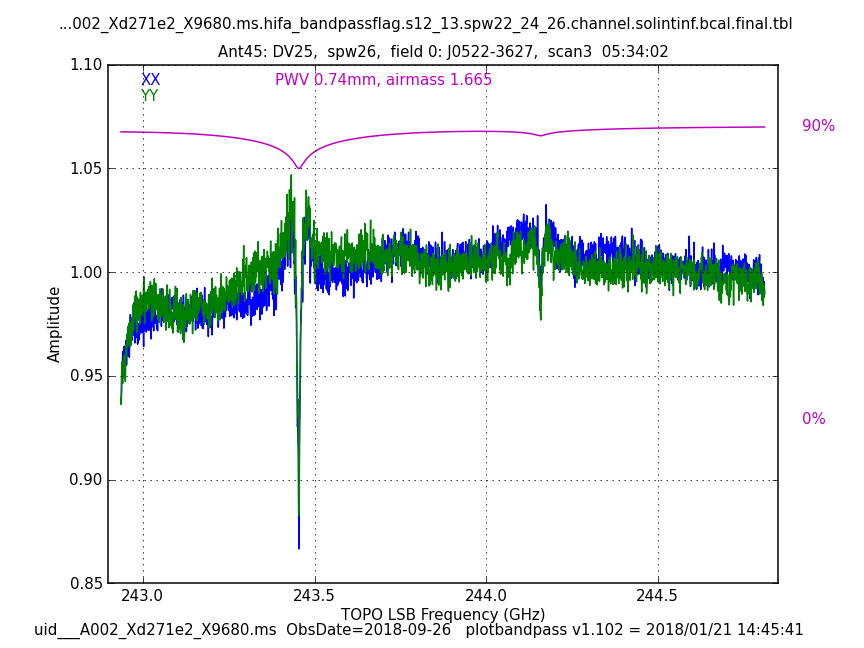 ...002_Xd271e2_X9680.ms.hifa_bandpassflag.s12_13.spw22_24_26.channel.solintinf.bcal.final.tbl
Ant45: DV25,  spw26,  field 0: J0522-3627,  scan3  05:34:02
XX
YY
PWV 0.74mm, airmass 1.665
90%
0%
1.10
1.05
1.00
0.95
0.90
0.85
Amplitude
243.0
243.5
244.0
244.5
TOPO LSB Frequency (GHz)
uid___A002_Xd271e2_X9680.ms  ObsDate=2018-09-26   plotbandpass v1.102 = 2018/01/21 14:45:41